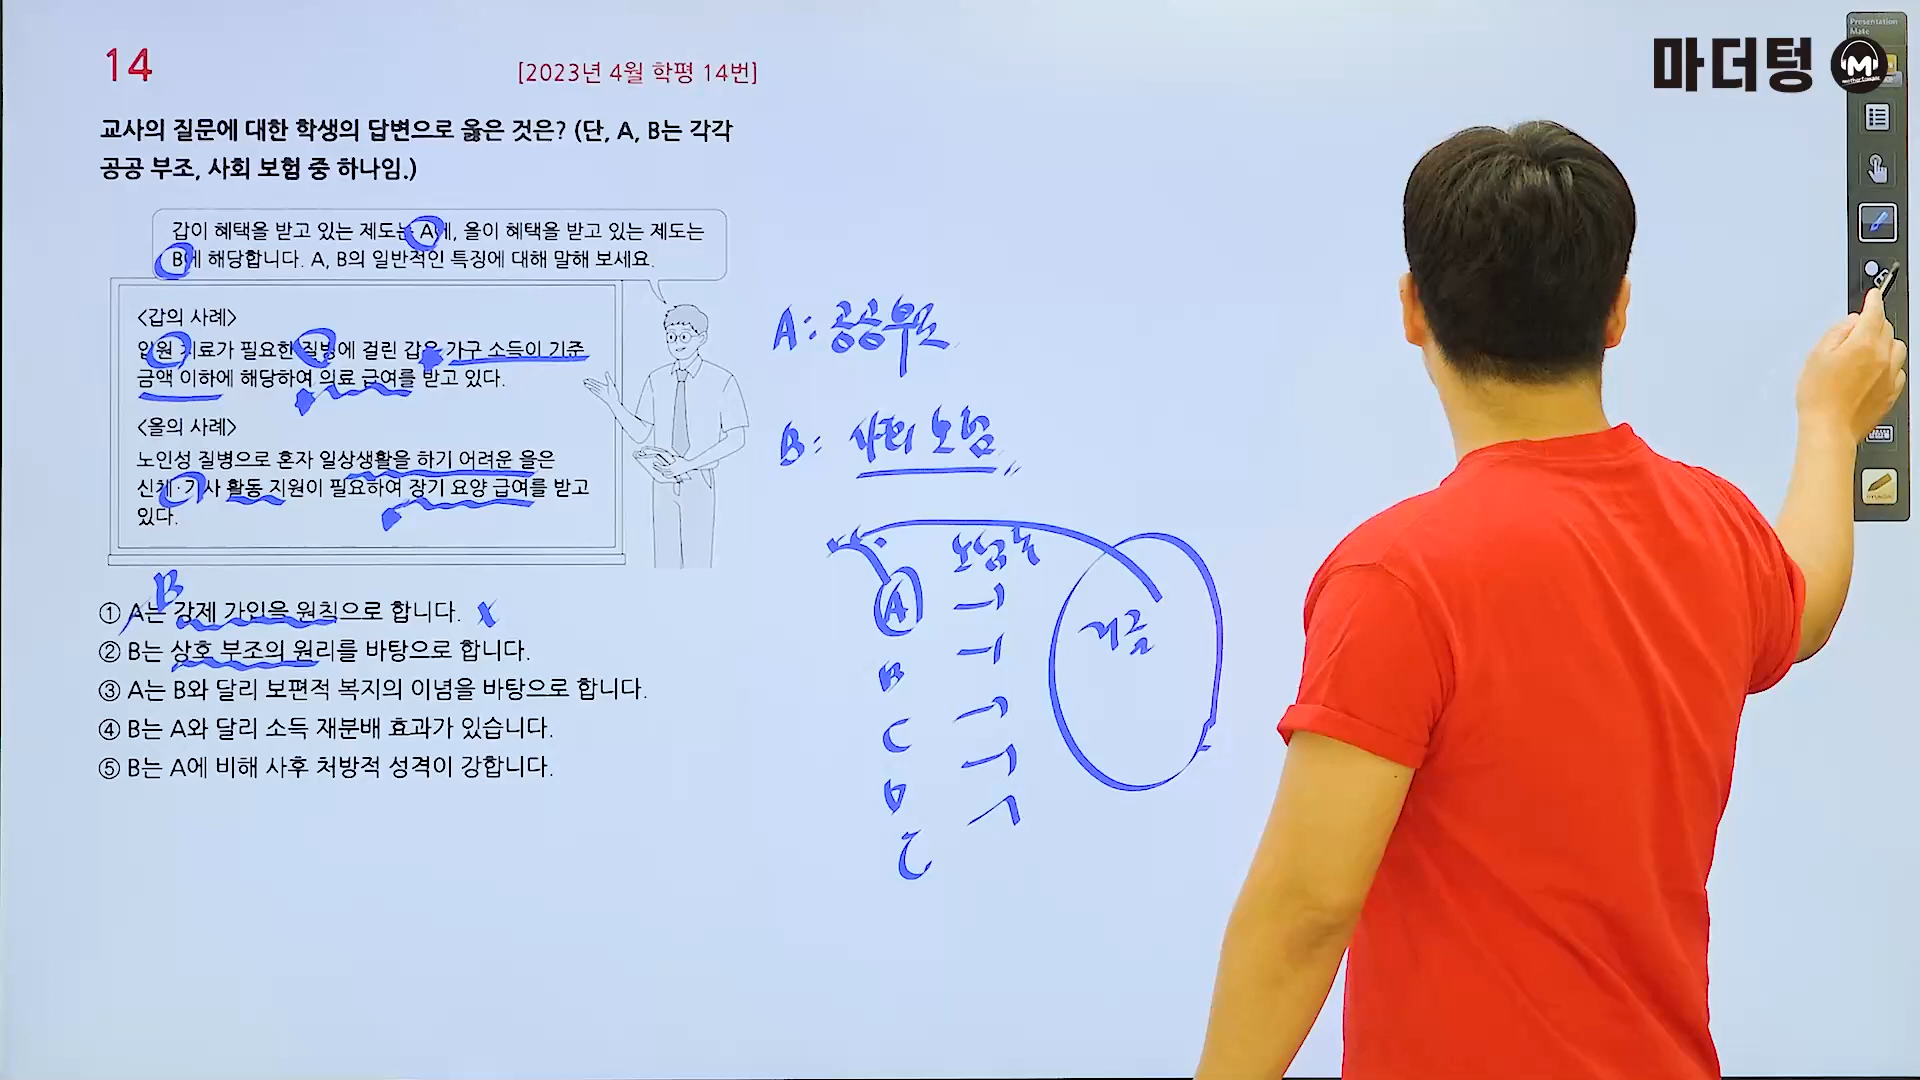 14
[2023년 4월 학평 14번]
마더텅
Presentation
Mate
교사의 질문에 대한 학생의 답변으로 옳은 것은? (단, A, B는 각각
공공 부조, 사회 보험 중 하나임.)
갑이 혜택을 받고 있는 제도는 A에, 을이 혜택을 받고 있는 제도는
B에 해당합니다. A, B의 일반적인 특징에 대해 말해 보세요.
<갑의 사례>
입원 치료가 필요한 질병에 걸린 갑은 가구 소득이 기준
금액 이하에 해당하여 의료 급여를 받고 있다.
<을의 사례>
노인성 질병으로 혼자 일상생활을 하기 어려운 을은
신체·가사 활동 지원이 필요하여 장기 요양 급여를 받고
있다.
B
① A는 강제 가입을 원칙으로 합니다. X
② B는 상호 부조의 원리를 바탕으로 합니다.
③ A는 B와 달리 보편적 복지의 이념을 바탕으로 합니다.
④ B는 A와 달리 소득 재분배 효과가 있습니다.
⑤ B는 A에 비해 사후 처방적 성격이 강합니다.
A: 공공부조
B: 사회 보험
A
B
C
D
E